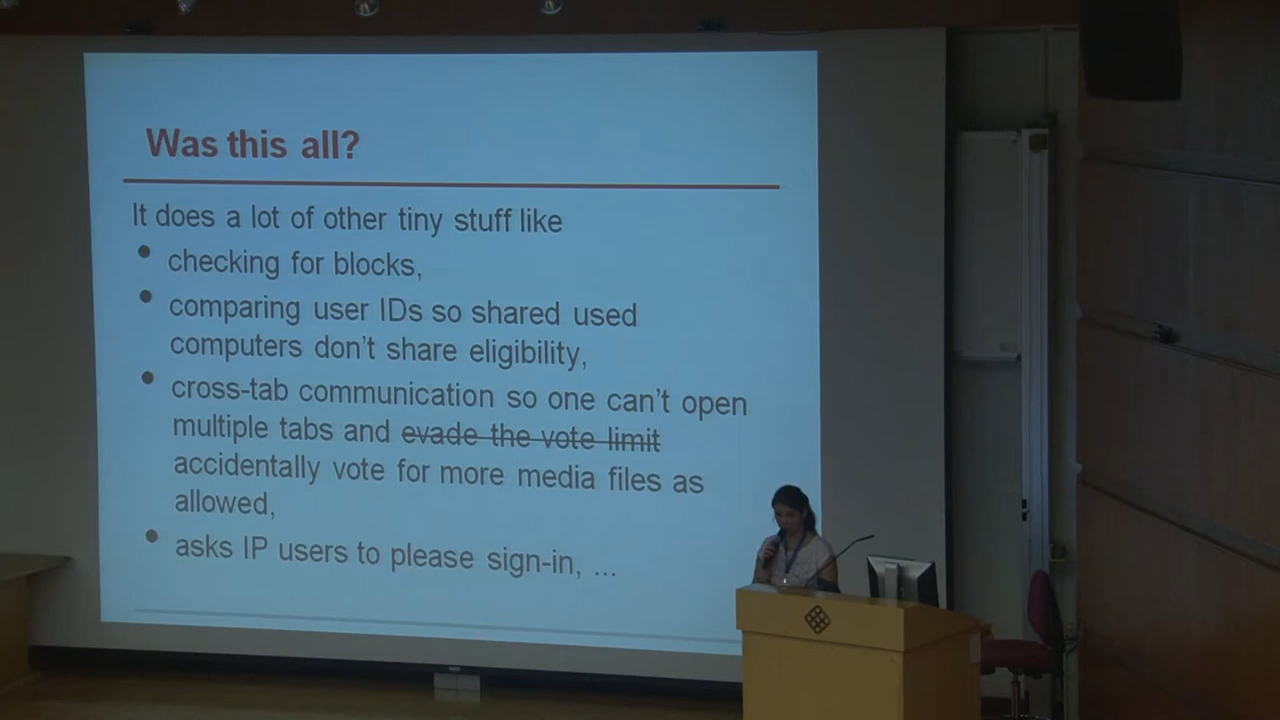 Was this all?
It does a lot of other tiny stuff like
• checking for blocks,
• comparing user IDs so shared used
computers don't share eligibility,
• cross-tab communication so one can't open
multiple tabs and evade the vote limit
accidentally vote for more media files as
allowed,
• asks IP users to please sign-in, ...